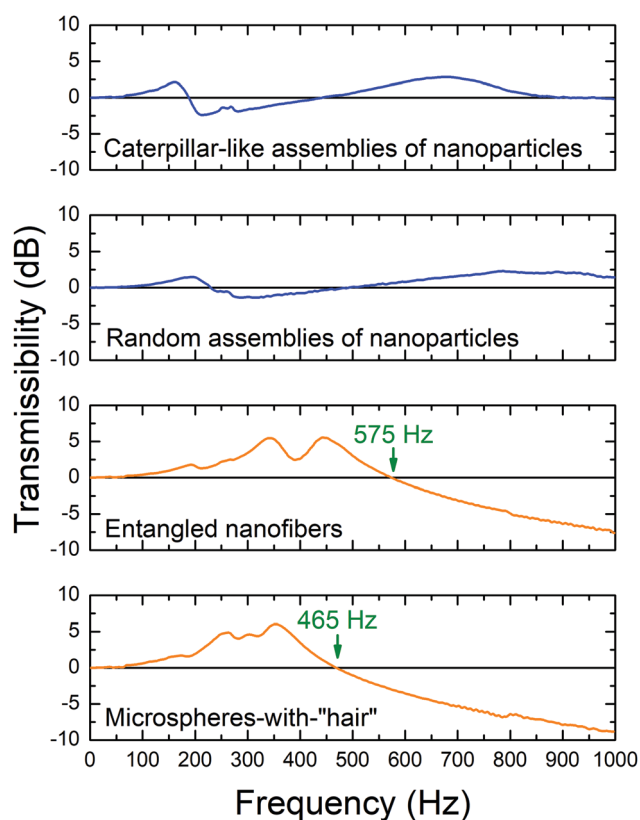 Transmissibility (dB)
10
5
0
-5
-10
Caterpillar-like assemblies of nanoparticles
10
5
0
-5
-10
Random assemblies of nanoparticles
10
5
0
-5
-10
575 Hz
Entangled nanofibers
10
5
0
-5
-10
465 Hz
Microspheres-with-"hair"
0 100 200 300 400 500 600 700 800 900 1000
Frequency (Hz)